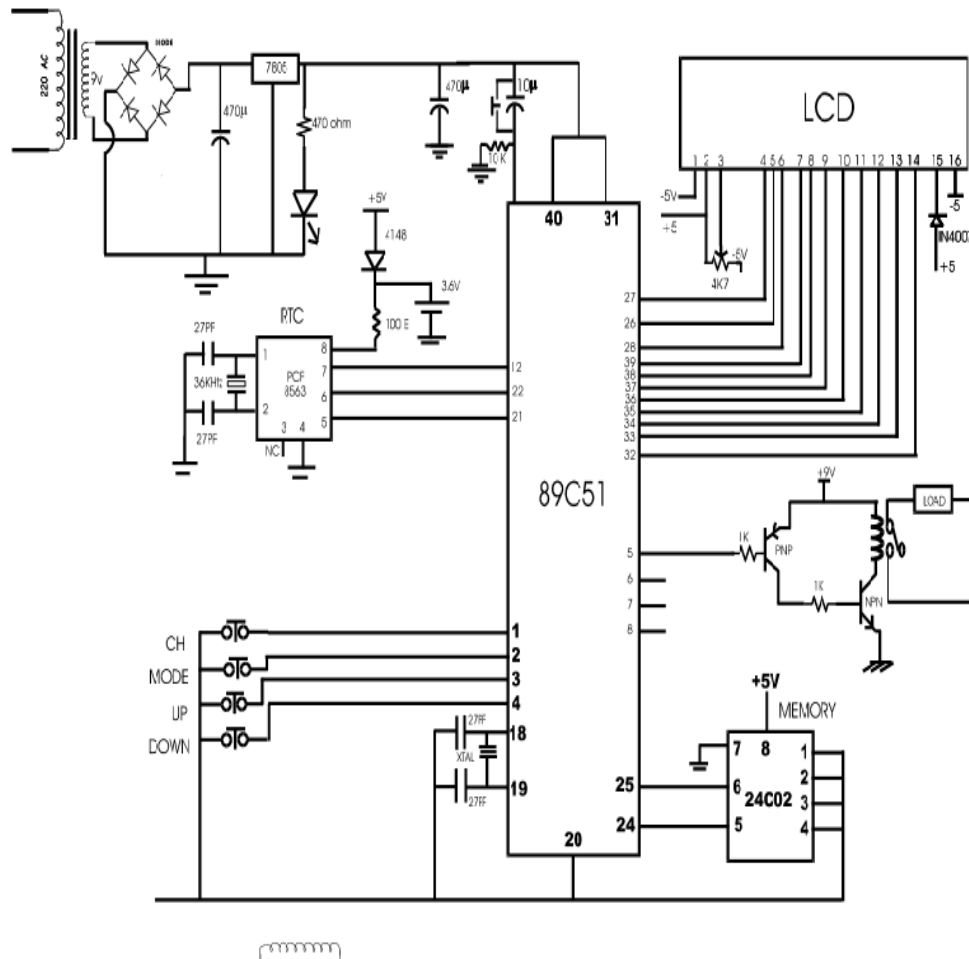 220 AC
9V
DIODE
470µ
7805
470 ohm
470µ
10µ
10K
40
31
89C51
LCD
1 2 3 4 5 6 7 8 9 10 11 12 13 14 15 16
-5V
+5
-5V
4K7
-5
IN4007
+5
+5V
4148
3.6V
100 E
RTC
27PF
36KHz
27PF
1
2
PCF
8563
8
7
6
5
3
4
NC
12
22
21
27
26
28
39
38
37
36
35
34
33
32
+9V
LOAD
5
1K
PNP
1K
NPN
6
7
8
CH
MODE
UP
DOWN
1
2
3
4
18
19
27PF
XTAL
27PF
20
25
24
+5V
MEMORY
7
8
6
5
24C02
1
2
3
4